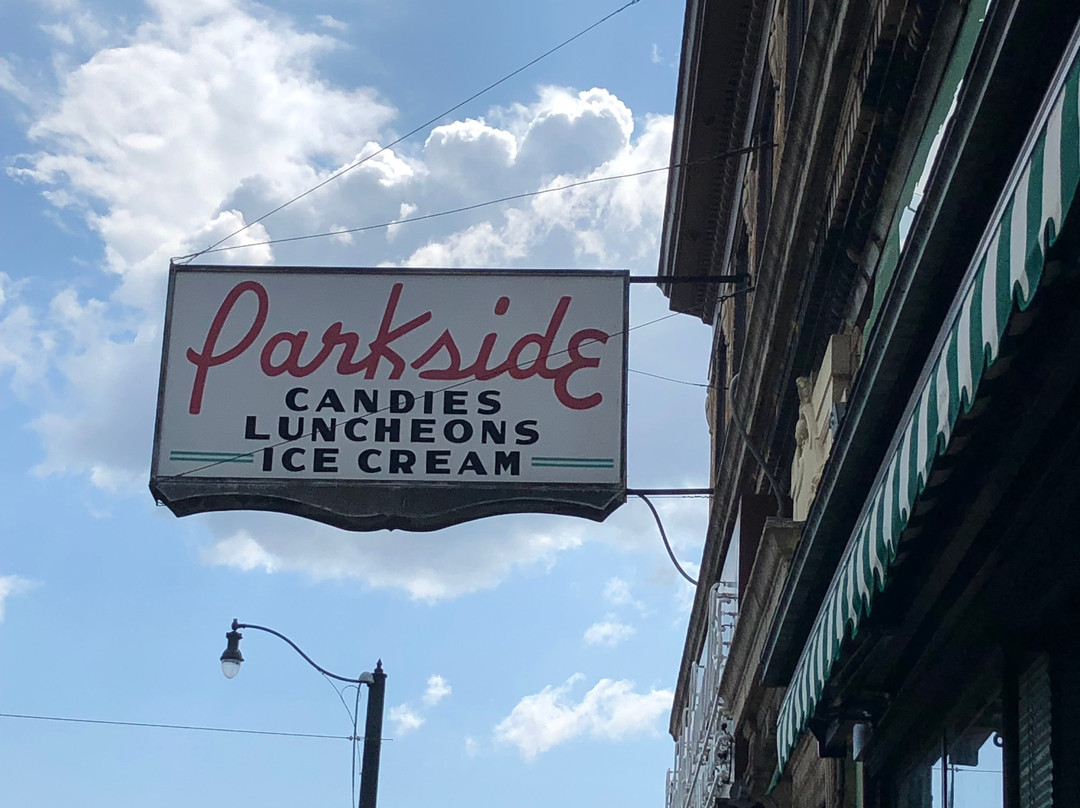 Parkside
CANDIES
LUNCHEONS
ICE CREAM